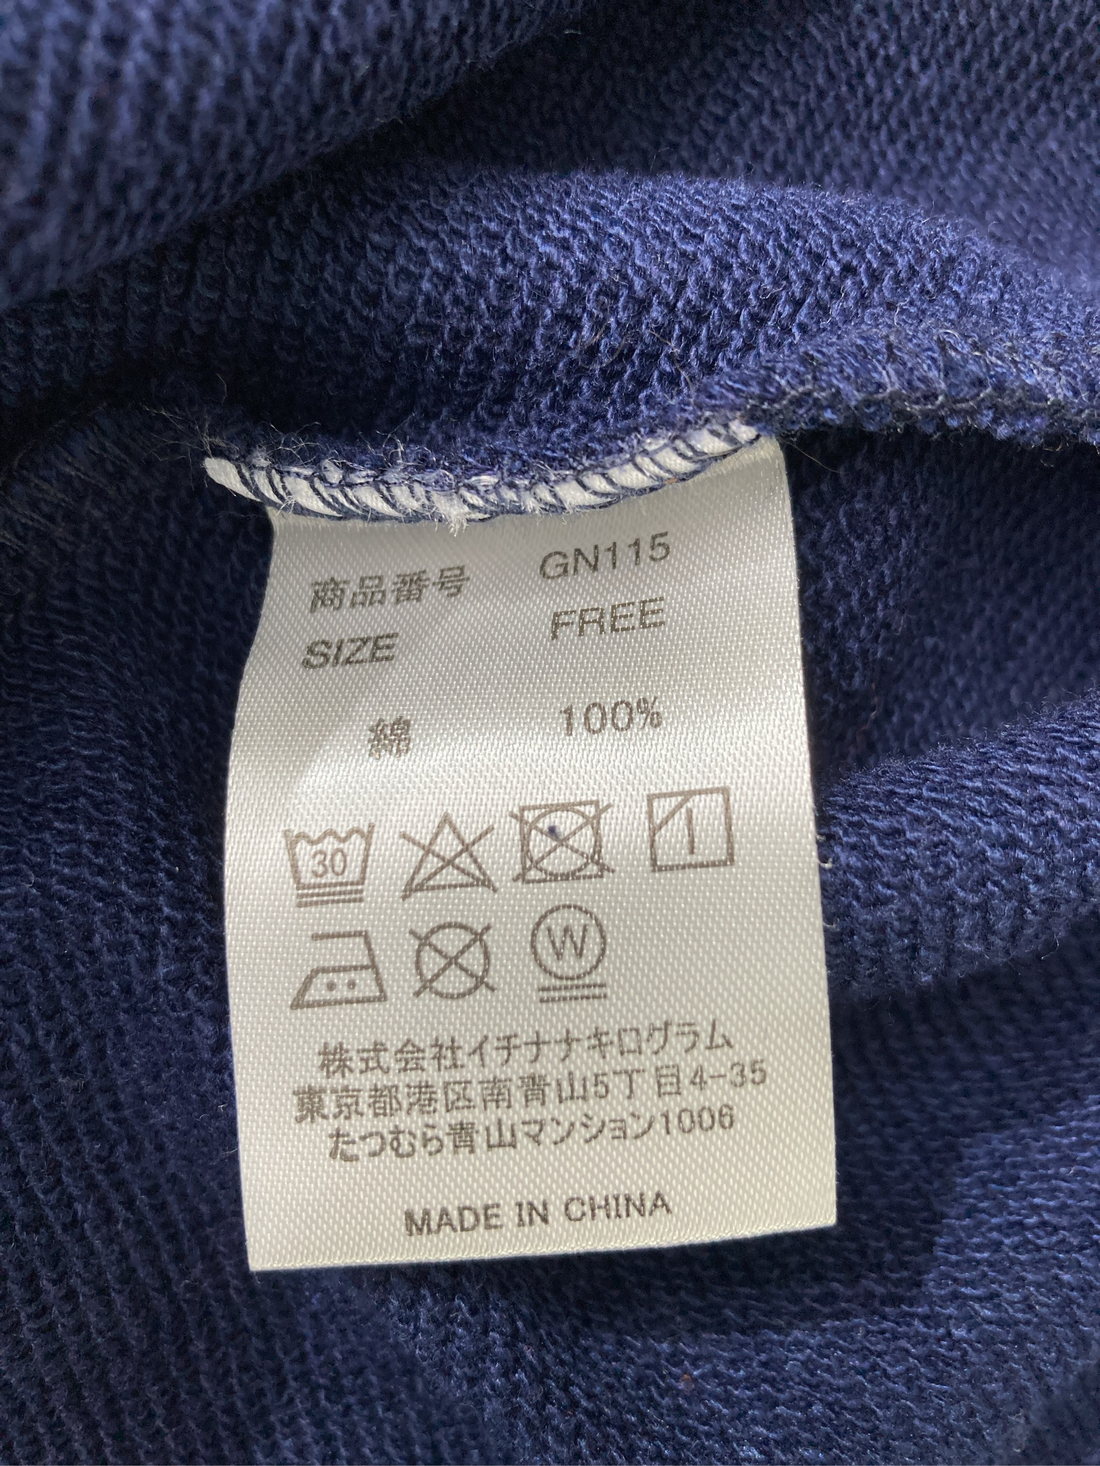 商品番号 GN115
SIZE FREE
綿 100%
30
W
株式会社イチナナキログラム
東京都港区南青山5丁目4-35
たつむら青山マンション1006
MADE IN CHINA